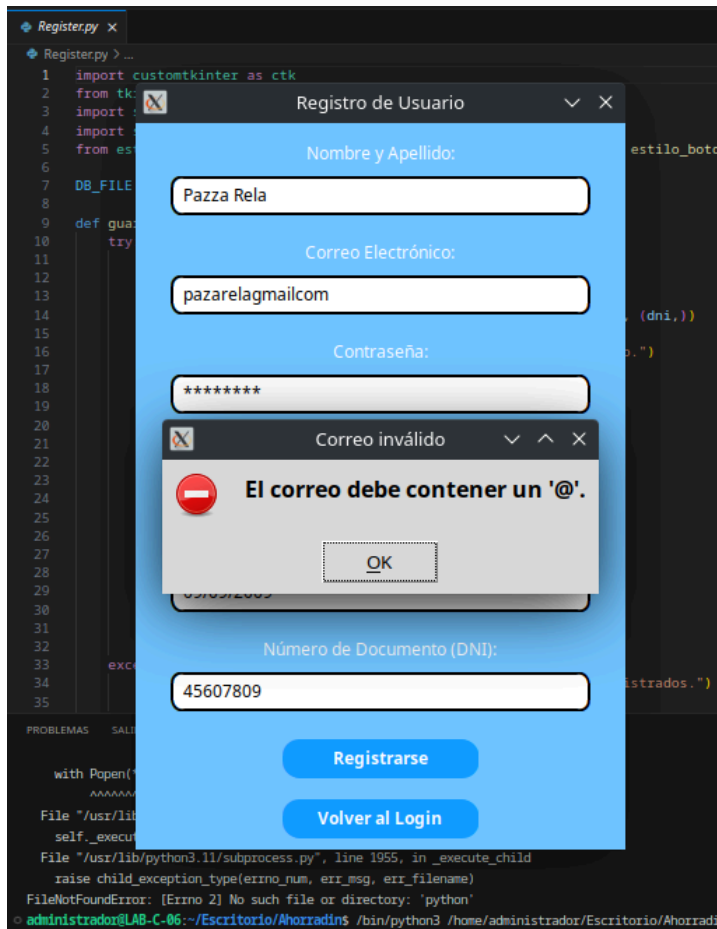 Register.py ×
Register.py > ...
1 import customtkinter as ctk
2 from
3 import
4 import
5 from estilo_boto
6
7 DB_FILE
8
9 def
10 try
11
12
13
14 , (dni,))
15
16 .")
17
18
19
20
21
22
23
24
25
26
27
28
29
30
31
32
33
34 istrados.")
35
Registro de Usuario
Nombre y Apellido:
Pazza Rela
Correo Electrónico:
pazarelagmailcom
Contraseña:
********
Correo inválido
El correo debe contener un '@'.
OK
Número de Documento (DNI):
45607809
Registrarse
Volver al Login
PROBLEMAS
with Popen(
^^^^^^
File "/usr/lib
self._execut
File "/usr/lib/python3.11/subprocess.py", line 1955, in _execute_child
raise child_exception_type(errno_num, err_msg, err_filename)
FileNotFoundError: [Errno 2] No such file or directory: 'python'
administrador@LAB-C-06:~/Escritorio/Ahorradin$ /bin/python3 /home/administrador/Escritorio/Ahorradi